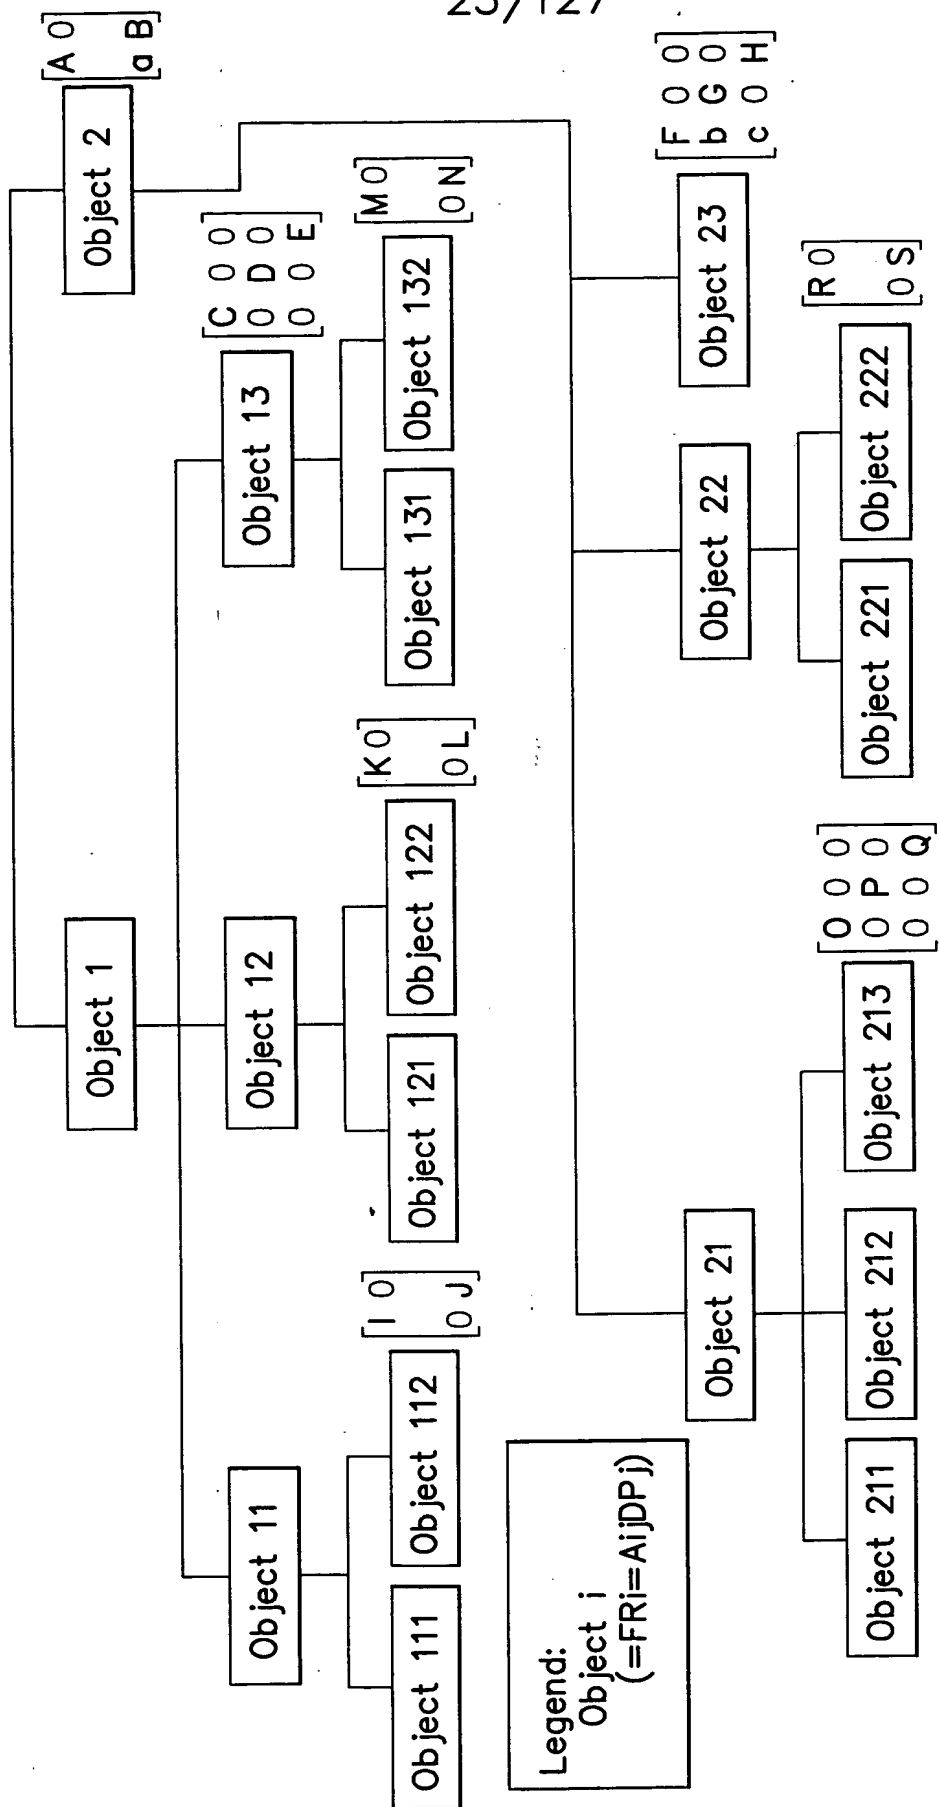 23/127
Object 1
Object 2
[A 0
a B]
Object 11
Object 12
Object 13
[C 0 0
0 D 0
0 0 E]
Object 111
Object 112
[I 0
0 J]
Object 121
Object 122
[K 0
0 L]
Object 131
Object 132
[M 0
0 N]
Legend:
Object i
(=FRi=AijDPj)
Object 21
Object 22
Object 23
[F 0 0
b G 0
c 0 H]
Object 211
Object 212
Object 213
[O 0 0
0 P 0
0 0 Q]
Object 221
Object 222
[R 0
0 S]